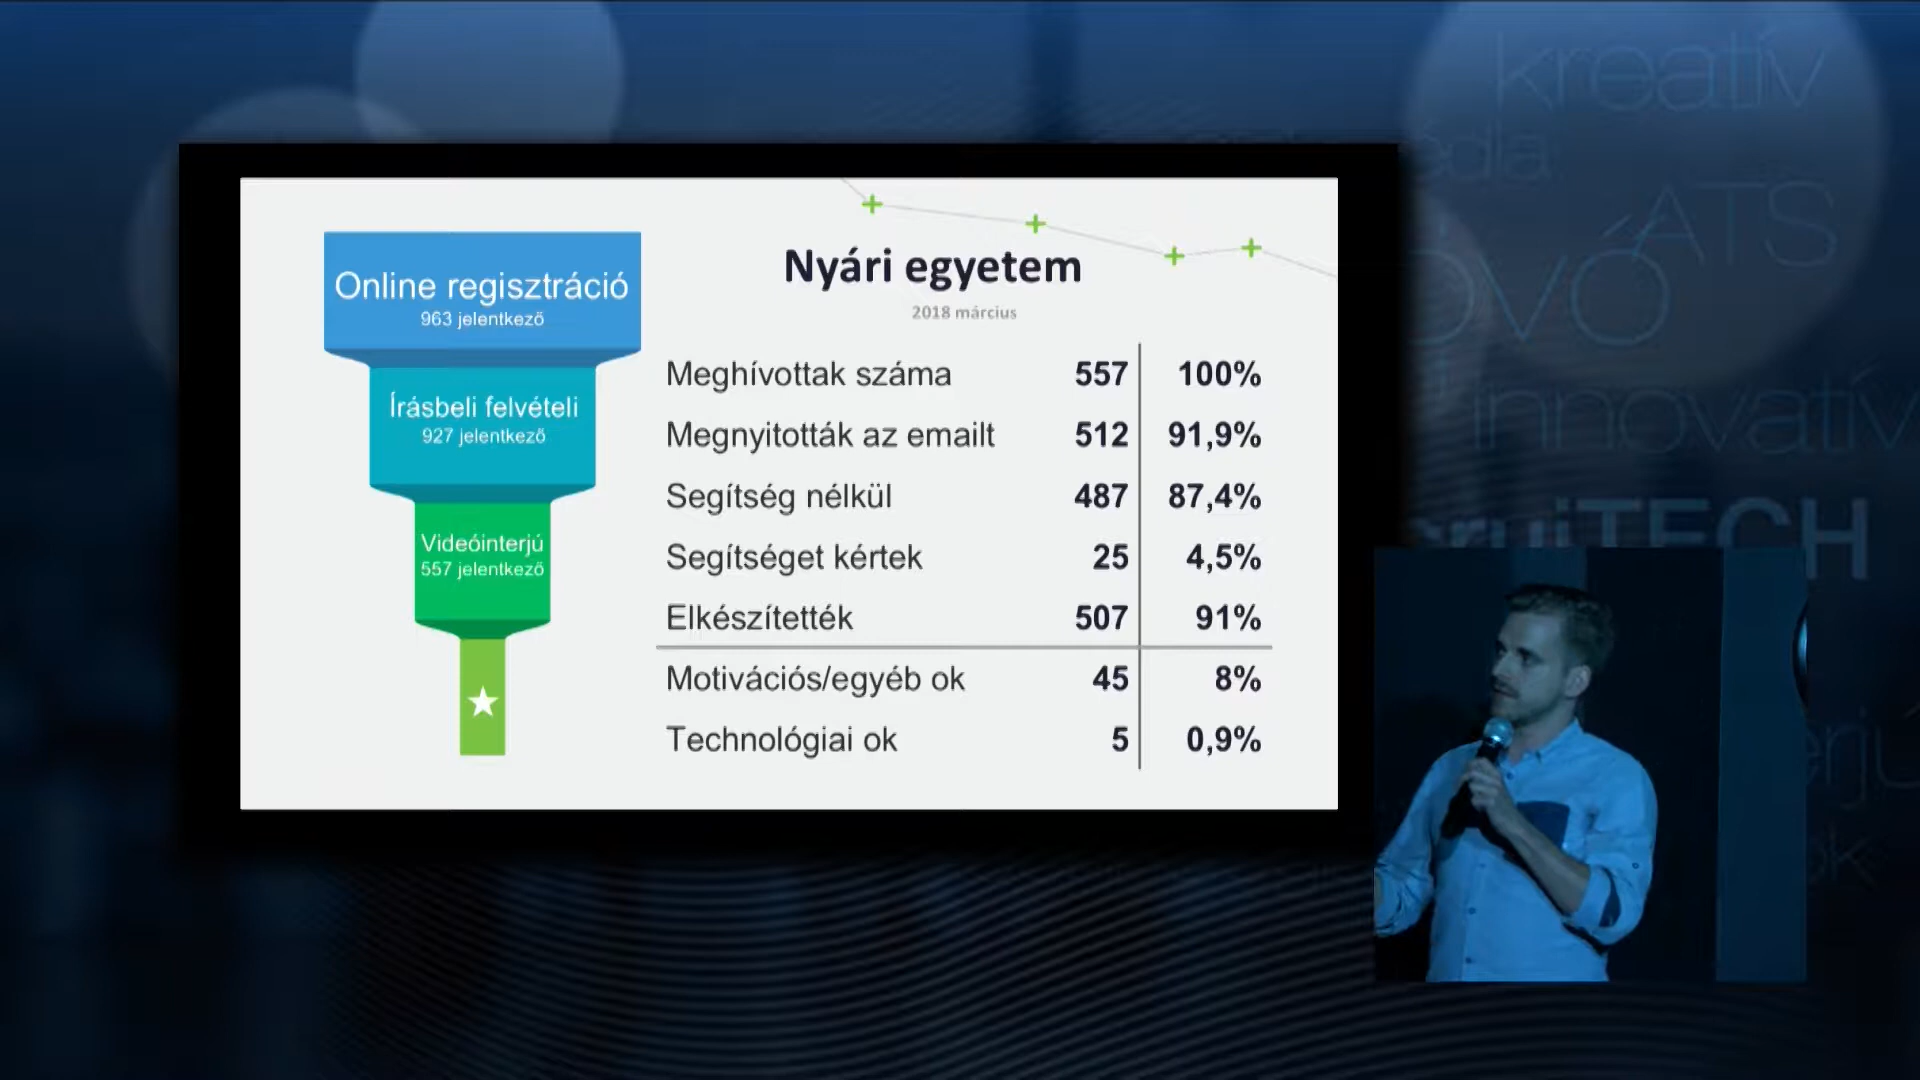 kreatív
ATS
innovatív
TECH
Online regisztráció
963 jelentkező
Írásbeli felvételi
927 jelentkező
Videóinterjú
557 jelentkező
Nyári egyetem
2018 március
Meghívottak száma 557 100%
Megnyitották az emailt 512 91,9%
Segítség nélkül 487 87,4%
Segítséget kértek 25 4,5%
Elkészítették 507 91%
Motivációs/egyéb ok 45 8%
Technológiai ok 5 0,9%